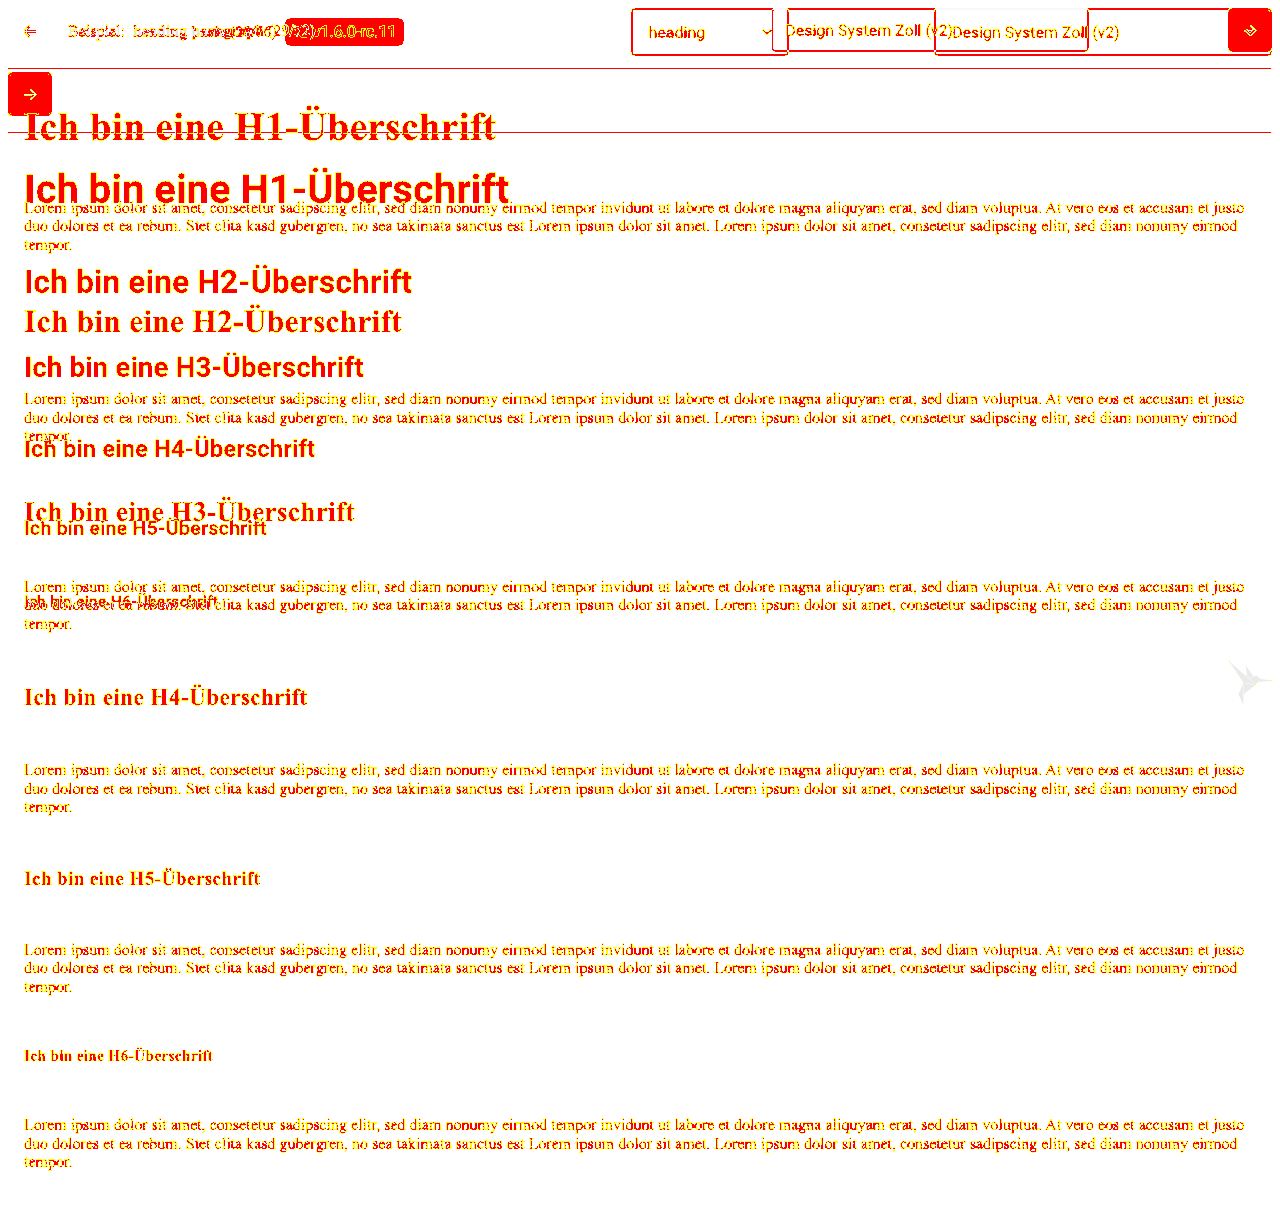 Beispiel: heading v1.6.0-rc.11
heading Design System Zoll (v2) Design System Zoll (v2)
Ich bin eine H1-Überschrift
Ich bin eine H1-Überschrift
Lorem ipsum dolor sit amet, consetetur sadipscing elitr, sed diam nonumy eirmod tempor invidunt ut labore et dolore magna aliquyam erat, sed diam voluptua. At vero eos et accusam et justo
duo dolores et ea rebum. Stet clita kasd gubergren, no sea takimata sanctus est Lorem ipsum dolor sit amet. Lorem ipsum dolor sit amet, consetetur sadipscing elitr, sed diam nonumy eirmod
tempor.
Ich bin eine H2-Überschrift
Ich bin eine H2-Überschrift
Ich bin eine H3-Überschrift
Lorem ipsum dolor sit amet, consetetur sadipscing elitr, sed diam nonumy eirmod tempor invidunt ut labore et dolore magna aliquyam erat, sed diam voluptua. At vero eos et accusam et justo
duo dolores et ea rebum. Stet clita kasd gubergren, no sea takimata sanctus est Lorem ipsum dolor sit amet. Lorem ipsum dolor sit amet, consetetur sadipscing elitr, sed diam nonumy eirmod
tempor.
Ich bin eine H4-Überschrift
Ich bin eine H3-Überschrift
Ich bin eine H5-Überschrift
Lorem ipsum dolor sit amet, consetetur sadipscing elitr, sed diam nonumy eirmod tempor invidunt ut labore et dolore magna aliquyam erat, sed diam voluptua. At vero eos et accusam et justo
Ich bin eine H6-Überschrift
duo dolores et ea rebum. Stet clita kasd gubergren, no sea takimata sanctus est Lorem ipsum dolor sit amet. Lorem ipsum dolor sit amet, consetetur sadipscing elitr, sed diam nonumy eirmod
tempor.
Ich bin eine H4-Überschrift
Lorem ipsum dolor sit amet, consetetur sadipscing elitr, sed diam nonumy eirmod tempor invidunt ut labore et dolore magna aliquyam erat, sed diam voluptua. At vero eos et accusam et justo
duo dolores et ea rebum. Stet clita kasd gubergren, no sea takimata sanctus est Lorem ipsum dolor sit amet. Lorem ipsum dolor sit amet, consetetur sadipscing elitr, sed diam nonumy eirmod
tempor.
Ich bin eine H5-Überschrift
Lorem ipsum dolor sit amet, consetetur sadipscing elitr, sed diam nonumy eirmod tempor invidunt ut labore et dolore magna aliquyam erat, sed diam voluptua. At vero eos et accusam et justo
duo dolores et ea rebum. Stet clita kasd gubergren, no sea takimata sanctus est Lorem ipsum dolor sit amet. Lorem ipsum dolor sit amet, consetetur sadipscing elitr, sed diam nonumy eirmod
tempor.
Ich bin eine H6-Überschrift
Lorem ipsum dolor sit amet, consetetur sadipscing elitr, sed diam nonumy eirmod tempor invidunt ut labore et dolore magna aliquyam erat, sed diam voluptua. At vero eos et accusam et justo
duo dolores et ea rebum. Stet clita kasd gubergren, no sea takimata sanctus est Lorem ipsum dolor sit amet. Lorem ipsum dolor sit amet, consetetur sadipscing elitr, sed diam nonumy eirmod
tempor.